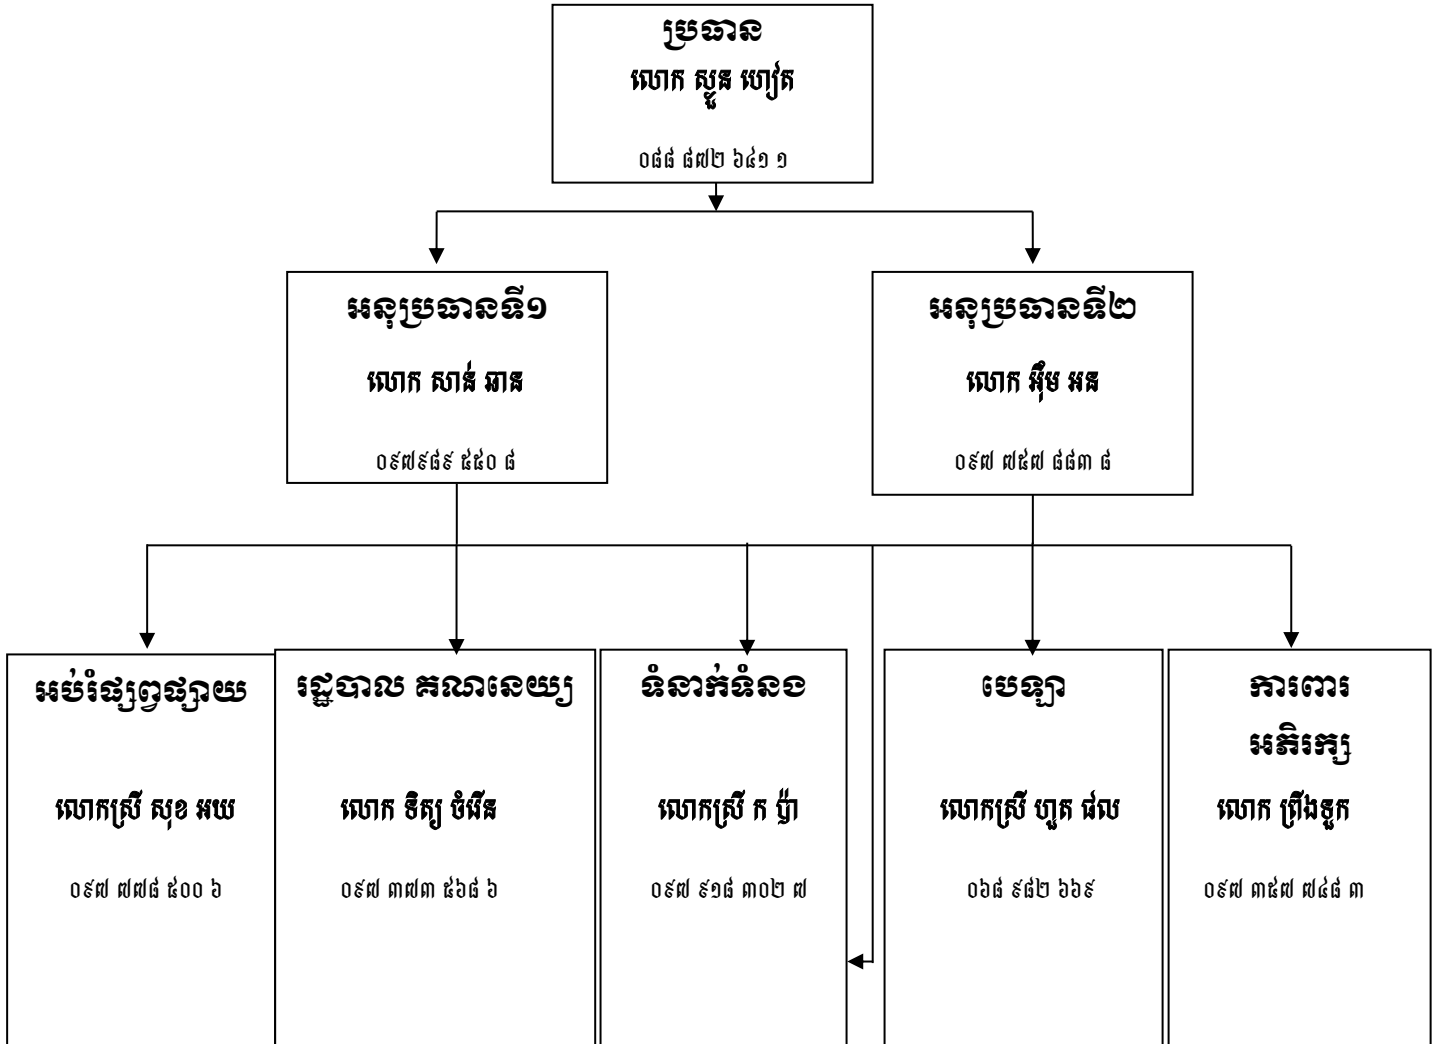 ប្រធាន
លោក ស្ងួន ហៀត
០៨៨ ៨៧២ ៦៤១ ១
អនុប្រធានទី១
លោក សាន់ ឆាន
០៩៧៩៨៩ ៥៥០ ៨
អនុប្រធានទី២
លោក អ៊ឹម អន
០៩៧ ៧៥៧ ៨៨៣ ៨
អប់រំផ្សព្វផ្សាយ
លោកស្រី សុខ អយ
០៩៧ ៧៧៨ ៥០០ ៦
រដ្ឋបាល គណនេយ្យ
លោក ទិត្យ ចំរើន
០៩៧ ៣៧៣ ៥៦៨ ៦
ទំនាក់ទំនង
លោកស្រី ក ប៉ា
០៩៧ ៩១៨ ៣០២ ៧
បេឡា
លោកស្រី ហួត ផល
០៦៨ ៩៨២ ៦៦៩
ការពារ
អភិរក្ស
លោក ព្រឹងទូក
០៩៧ ៣៥៧ ៧៤៨ ៣